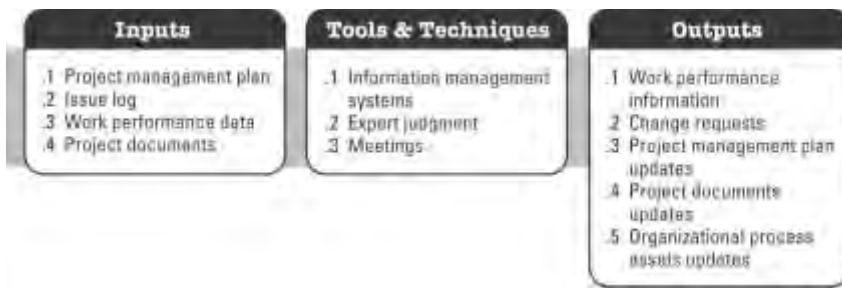 Inputs
.1 Project management plan
.2 Issue log
.3 Work performance data
.4 Project documents
Tools & Techniques
.1 Information management
systems
.2 Expert judgment
.3 Meetings
Outputs
.1 Work performance
information
.2 Change requests
.3 Project management plan
updates
.4 Project documents
updates
.5 Organizational process
assets updates